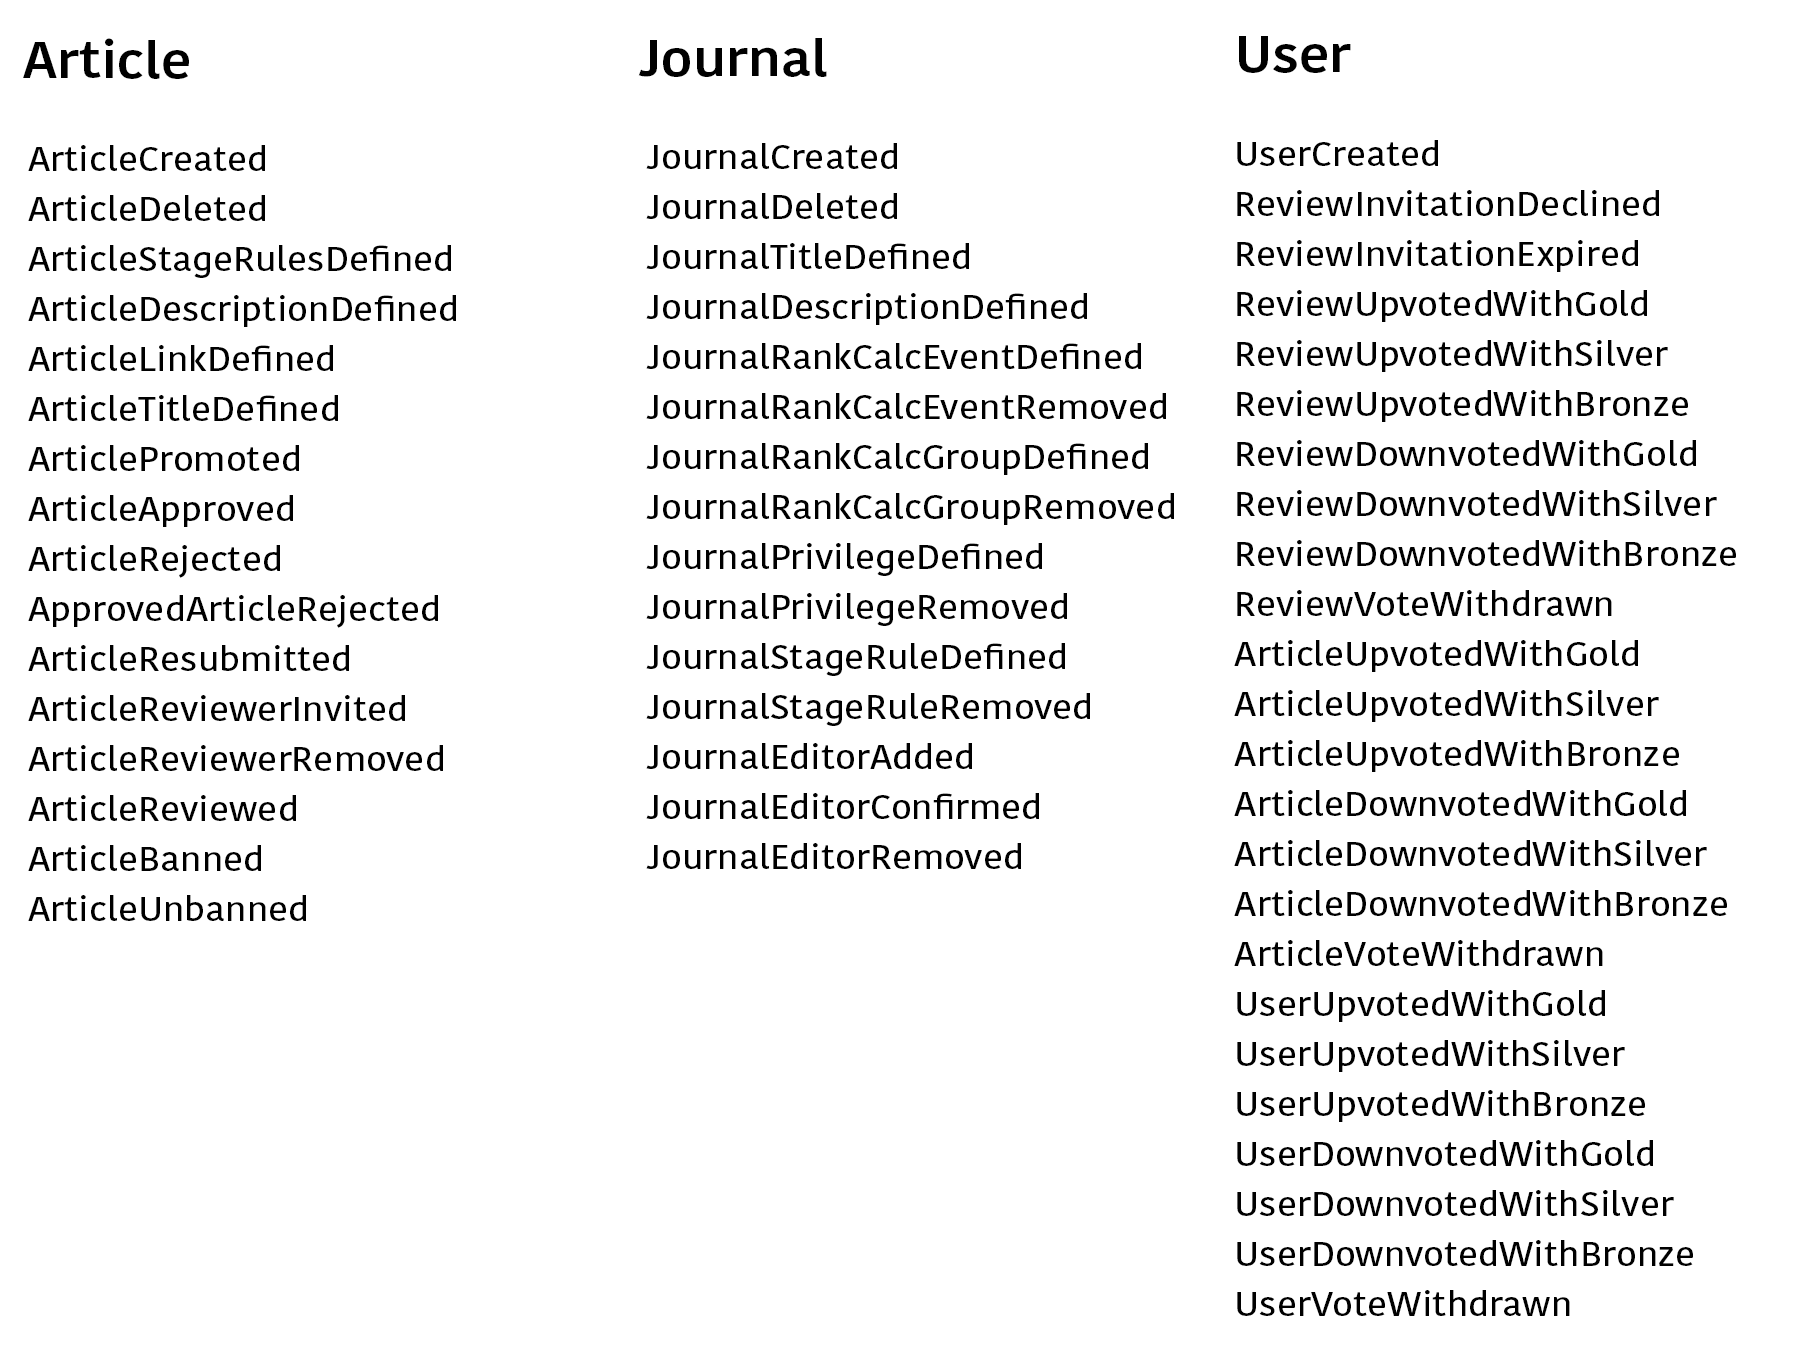 Article
ArticleCreated
ArticleDeleted
ArticleStageRulesDefined
ArticleDescriptionDefined
ArticleLinkDefined
ArticleTitleDefined
ArticlePromoted
ArticleApproved
ArticleRejected
ApprovedArticleRejected
ArticleResubmitted
ArticleReviewerInvited
ArticleReviewerRemoved
ArticleReviewed
ArticleBanned
ArticleUnbanned
Journal
JournalCreated
JournalDeleted
JournalTitleDefined
JournalDescriptionDefined
JournalRankCalcEventDefined
JournalRankCalcEventRemoved
JournalRankCalcGroupDefined
JournalRankCalcGroupRemoved
JournalPrivilegeDefined
JournalPrivilegeRemoved
JournalStageRuleDefined
JournalStageRuleRemoved
JournalEditorAdded
JournalEditorConfirmed
JournalEditorRemoved
User
UserCreated
ReviewInvitationDeclined
ReviewInvitationExpired
ReviewUpvotedWithGold
ReviewUpvotedWithSilver
ReviewUpvotedWithBronze
ReviewDownvotedWithGold
ReviewDownvotedWithSilver
ReviewDownvotedWithBronze
ReviewVoteWithdrawn
ArticleUpvotedWithGold
ArticleUpvotedWithSilver
ArticleUpvotedWithBronze
ArticleDownvotedWithGold
ArticleDownvotedWithSilver
ArticleDownvotedWithBronze
ArticleVoteWithdrawn
UserUpvotedWithGold
UserUpvotedWithSilver
UserUpvotedWithBronze
UserDownvotedWithGold
UserDownvotedWithSilver
UserDownvotedWithBronze
UserVoteWithdrawn